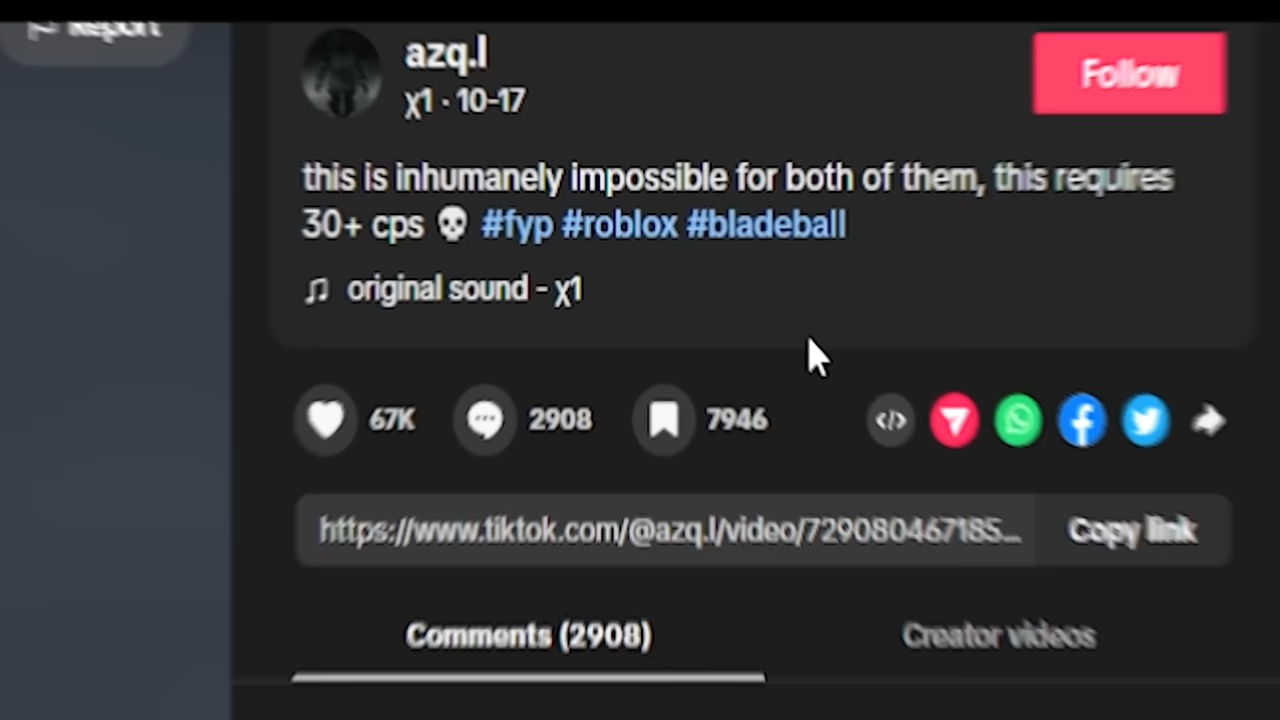 Report
azq.l
χ1 · 10-17
Follow
this is inhumanely impossible for both of them, this requires
30+ cps 💀 #fyp #roblox #bladeball
♫ original sound - χ1
67K
2908
7946
</>
https://www.tiktok.com/@azq.l/video/729080467185...
Copy link
Comments (2908)
Creator videos